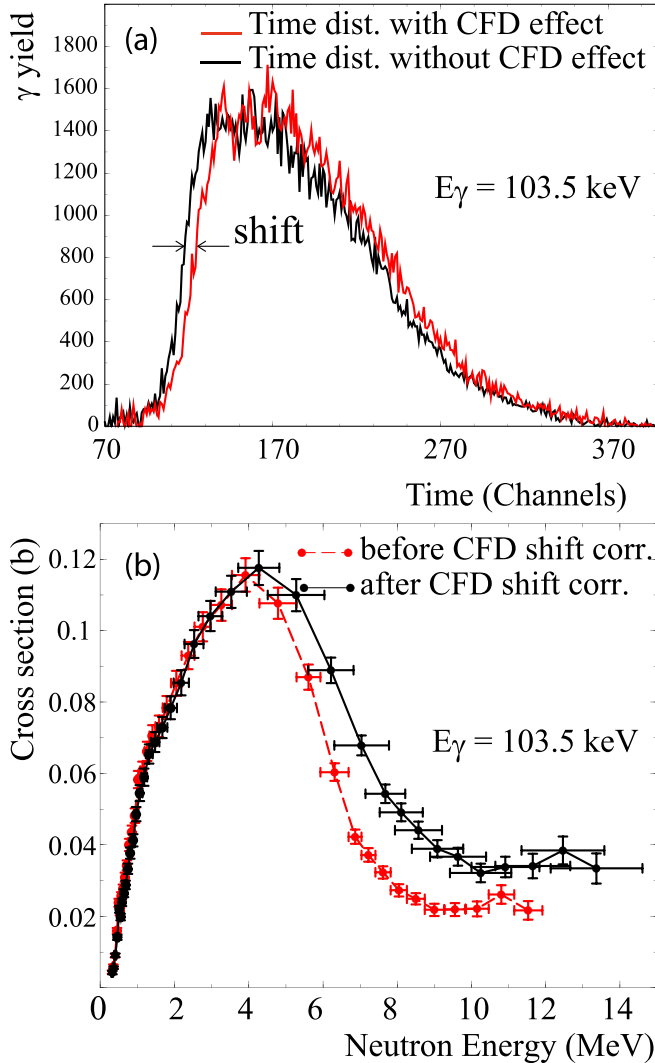 (a)
Time dist. with CFD effect
Time dist. without CFD effect
γ yield
1800
1600
1400
1200
1000
800
600
400
200
0
Eγ = 103.5 keV
shift
70 170 270 370
Time (Channels)
(b)
before CFD shift corr.
after CFD shift corr.
Cross section (b)
0.12
0.1
0.08
0.06
0.04
0.02
Eγ = 103.5 keV
0 2 4 6 8 10 12 14
Neutron Energy (MeV)